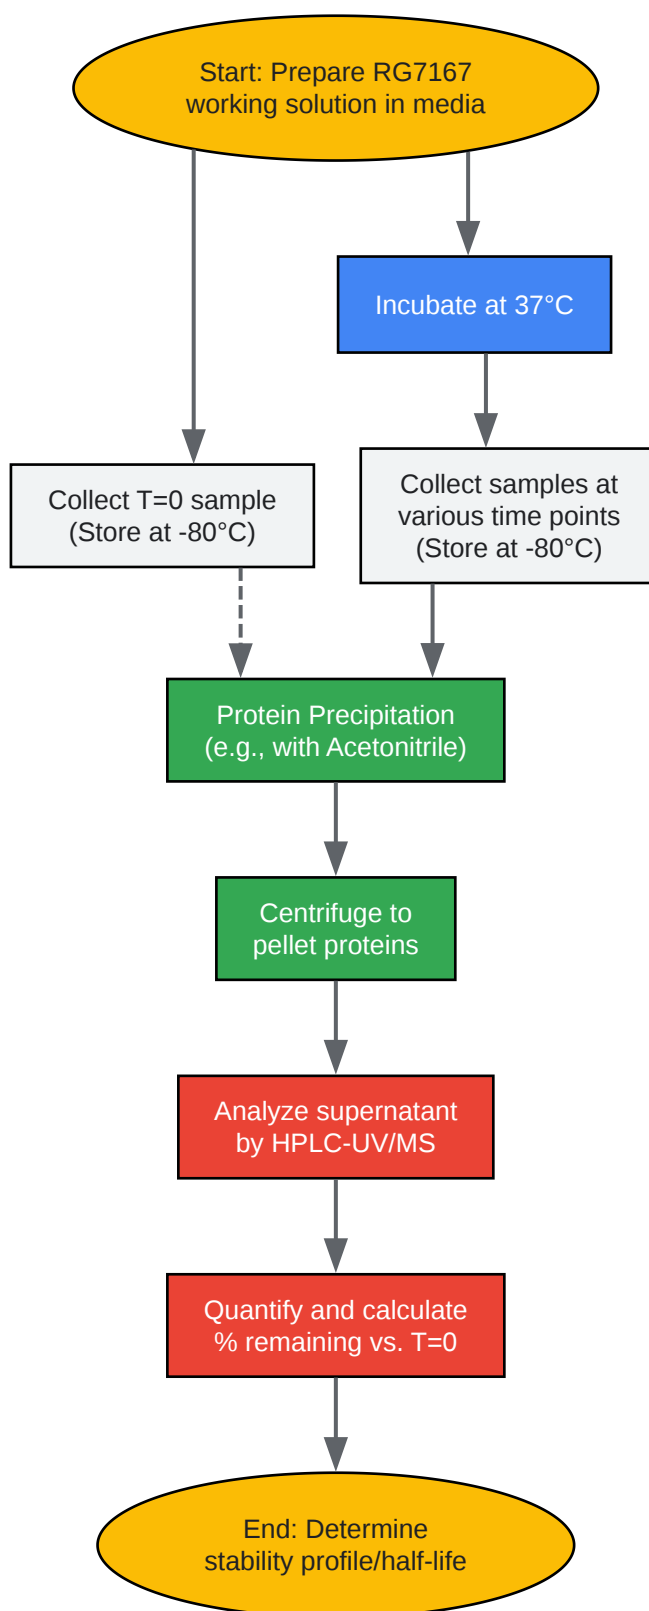 Start: Prepare RG7167
working solution in media
Incubate at 37°C
Collect T=0 sample
(Store at -80°C)
Collect samples at
various time points
(Store at -80°C)
Protein Precipitation
(e.g., with Acetonitrile)
Centrifuge to
pellet proteins
Analyze supernatant
by HPLC-UV/MS
Quantify and calculate
% remaining vs. T=0
End: Determine
stability profile/half-life